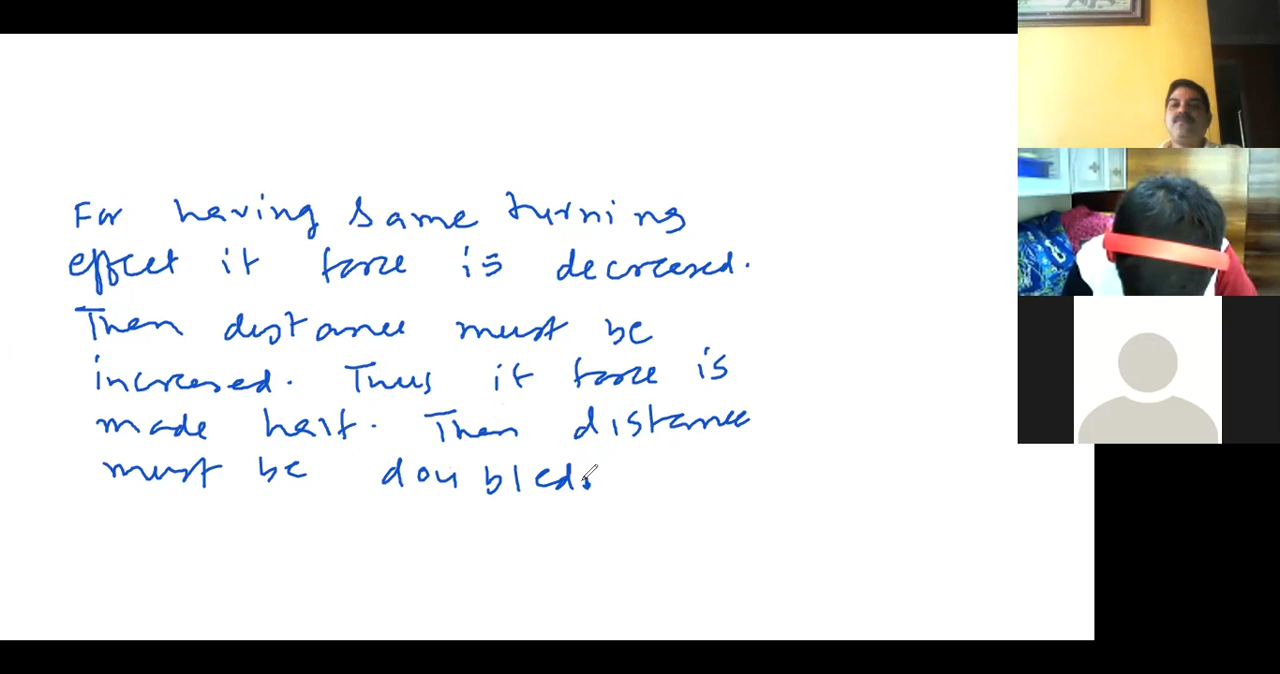 For having same turning
effect if force is decreased.
Then distance must be
increased. Thus if force is
made half. Then distance
must be doubled.